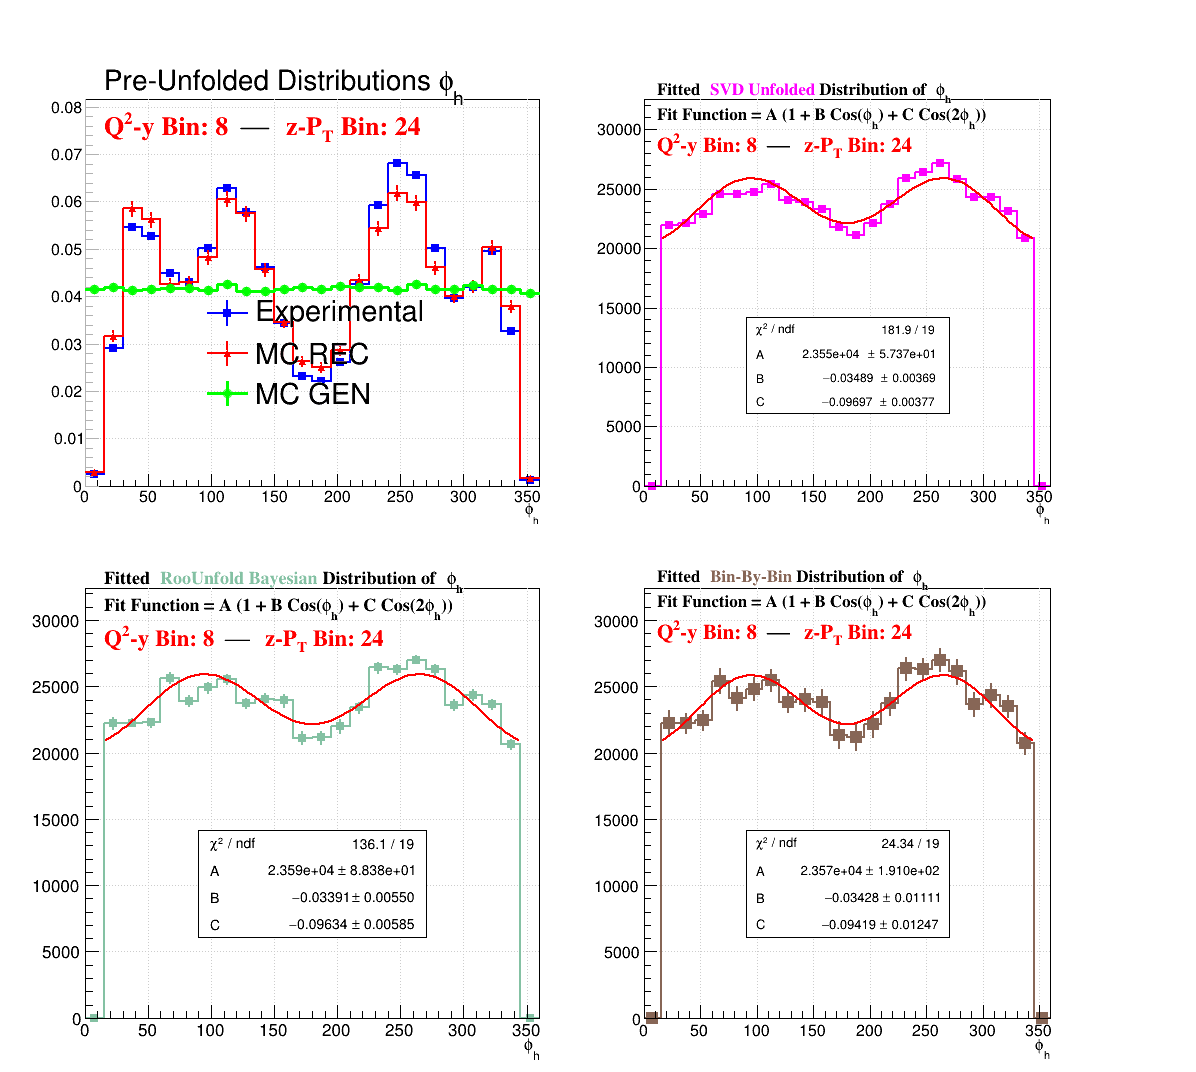 Pre-Unfolded Distributions ϕh
Q²-y Bin: 8 — z-PT Bin: 24
0.08
0.07
0.06
0.05
0.04
0.03
0.02
0.01
0
Experimental
MC REC
MC GEN
0 50 100 150 200 250 300 350
ϕh
Fitted SVD Unfolded Distribution of ϕh
Fit Function = A (1 + B Cos(ϕh) + C Cos(2ϕh))
Q²-y Bin: 8 — z-PT Bin: 24
30000
25000
20000
15000
10000
5000
0
χ² / ndf 181.9 / 19
A 2.355e+04 ± 5.737e+01
B −0.03489 ± 0.00369
C −0.09697 ± 0.00377
0 50 100 150 200 250 300 350
ϕh
Fitted RooUnfold Bayesian Distribution of ϕh
Fit Function = A (1 + B Cos(ϕh) + C Cos(2ϕh))
Q²-y Bin: 8 — z-PT Bin: 24
30000
25000
20000
15000
10000
5000
0
χ² / ndf 136.1 / 19
A 2.359e+04 ± 8.838e+01
B −0.03391 ± 0.00550
C −0.09634 ± 0.00585
0 50 100 150 200 250 300 350
ϕh
Fitted Bin-By-Bin Distribution of ϕh
Fit Function = A (1 + B Cos(ϕh) + C Cos(2ϕh))
Q²-y Bin: 8 — z-PT Bin: 24
30000
25000
20000
15000
10000
5000
0
χ² / ndf 24.34 / 19
A 2.357e+04 ± 1.910e+02
B −0.03428 ± 0.01111
C −0.09419 ± 0.01247
0 50 100 150 200 250 300 350
ϕh